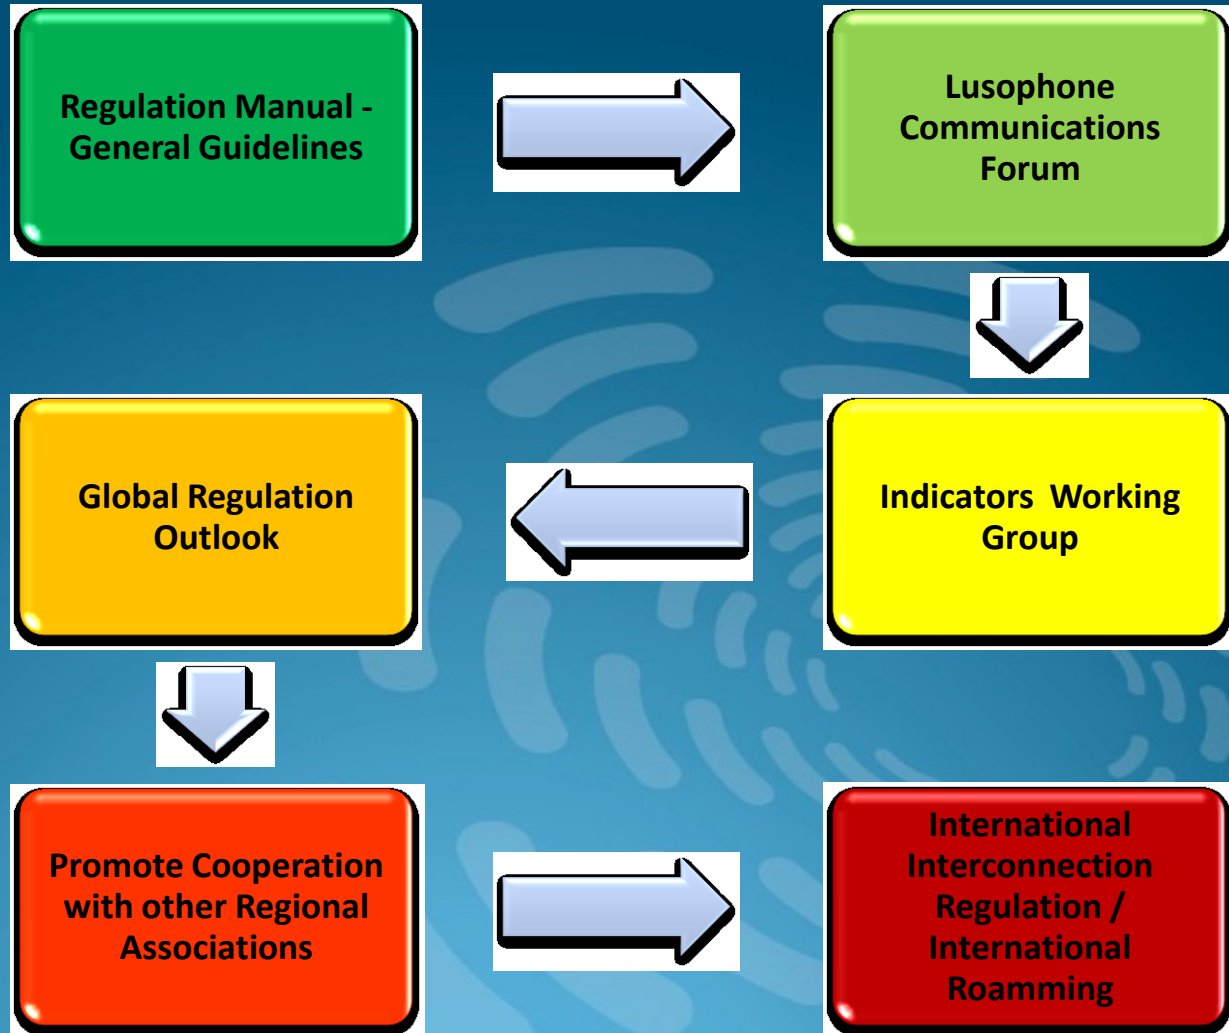 Regulation Manual -
General Guidelines
Lusophone
Communications
Forum
Indicators  Working
Group
Global Regulation
Outlook
Promote Cooperation
with other Regional
Associations
International
Interconnection
Regulation /
International
Roamming